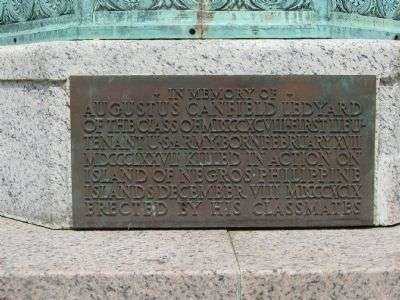 · IN MEMORY OF ·
AUGUSTUS CANFIELD LEDYARD
OF THE CLASS OF MDCCCXCVIII FIRST LIEU-
TENANT U·S·ARMY·BORN FEBRUARY XVII
MDCCCLXXVII KILLED IN ACTION ON
ISLAND OF NEGROS· PHILIPPINE
ISLANDS DECEMBER VIII MDCCCXCIX
ERECTED BY HIS CLASSMATES